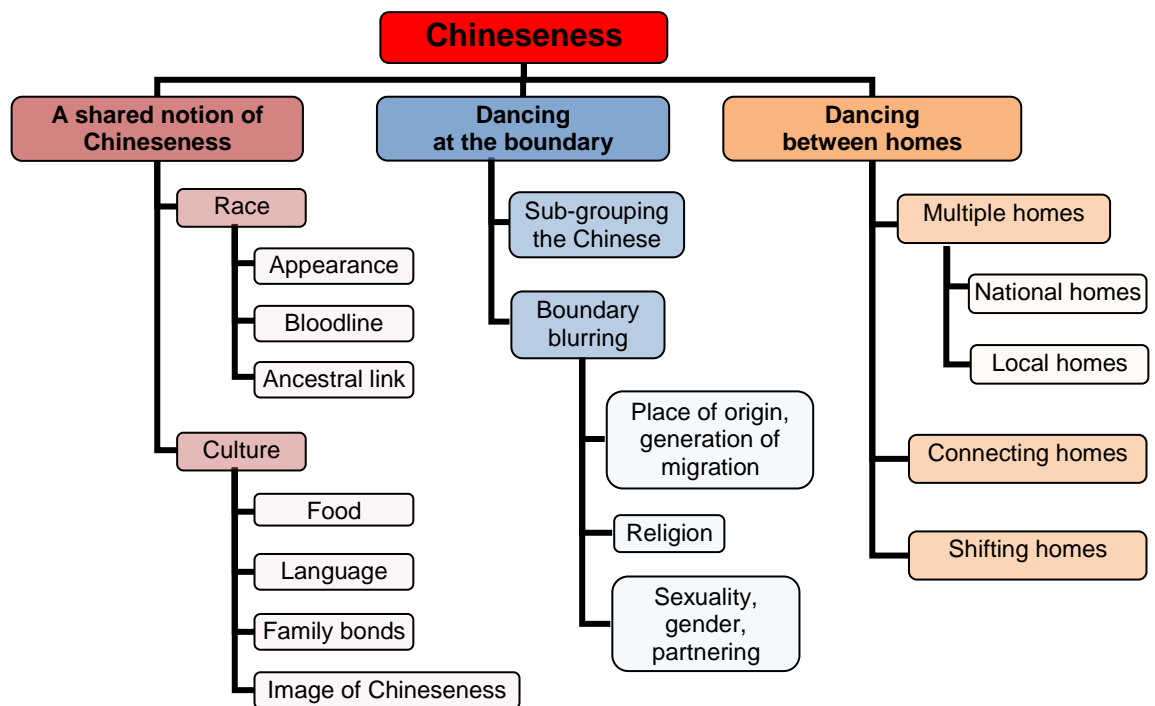 Chineseness
A shared notion of
Chineseness
Race
Appearance
Bloodline
Ancestral link
Culture
Food
Language
Family bonds
Image of Chineseness
Dancing
at the boundary
Sub-grouping
the Chinese
Boundary
blurring
Place of origin,
generation of
migration
Religion
Sexuality,
gender,
partnering
Dancing
between homes
Multiple homes
National homes
Local homes
Connecting homes
Shifting homes